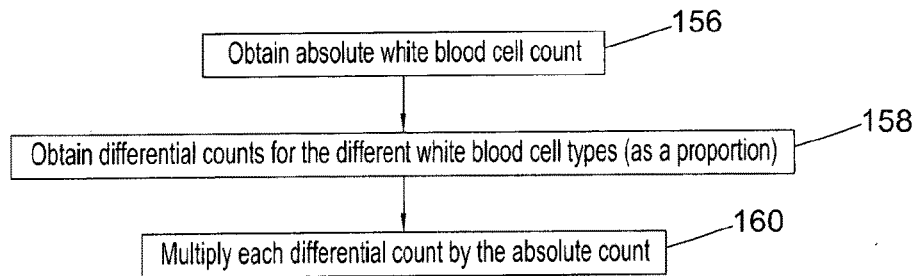 156
Obtain absolute white blood cell count
158
Obtain differential counts for the different white blood cell types (as a proportion)
160
Multiply each differential count by the absolute count